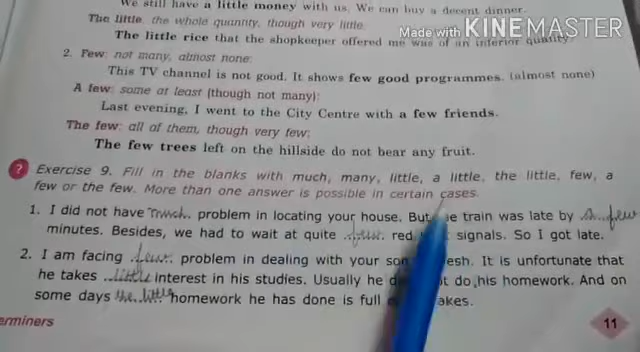 We still have a little money with us. We can buy a decent dinner.
The little: the whole quantity, though very little.
Made with KINEMASTER
The little rice that the shopkeeper offered me was of an inferior quality.
2. Few: not many, almost none:
This TV channel is not good. It shows few good programmes. (almost none)
A few: some at least (though not many):
Last evening, I went to the City Centre with a few friends.
The few: all of them, though very few:
The few trees left on the hillside do not bear any fruit.
? Exercise 9. Fill in the blanks with much, many, little, a little, the little, few, a
few or the few. More than one answer is possible in certain cases.
1. I did not have much problem in locating your house. But train was late by a few
minutes. Besides, we had to wait at quite few red signals. So I got late.
2. I am facing few problem in dealing with your son esh. It is unfortunate that
he takes little interest in his studies. Usually he do his homework. And on
some days the little homework he has done is full akes.
erminers
11